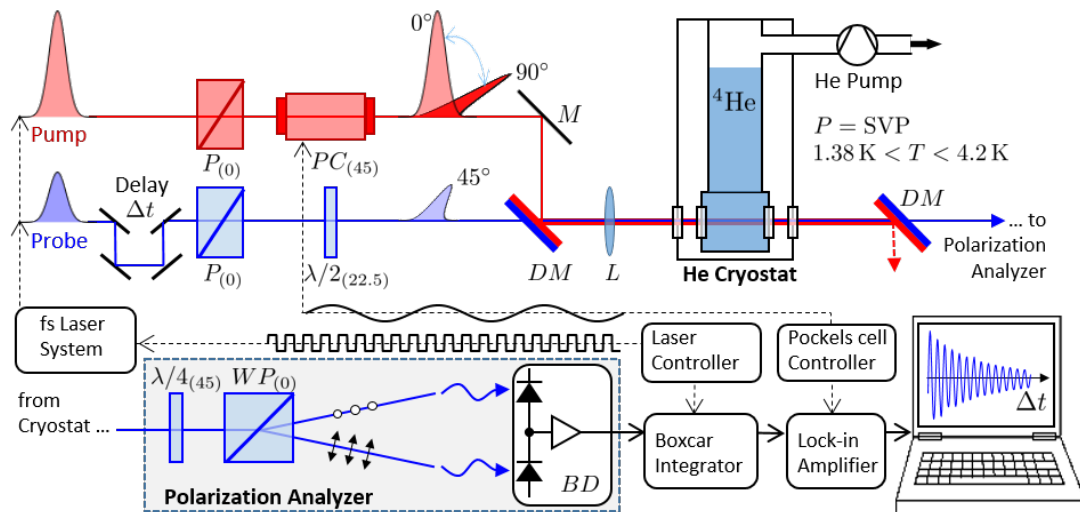 0°
90°
Pump
P(0)
PC(45)
M
He Pump
⁴He
P = SVP
1.38 K < T < 4.2 K
Delay
Δt
45°
DM
Probe
... to
Polarization
Analyzer
P(0)
λ/2(22.5)
DM
L
He Cryostat
fs Laser
System
Laser
Controller
Pockels cell
Controller
from
Cryostat ...
λ/4(45)
WP(0)
Δt
Boxcar
Integrator
Lock-in
Amplifier
BD
Polarization Analyzer